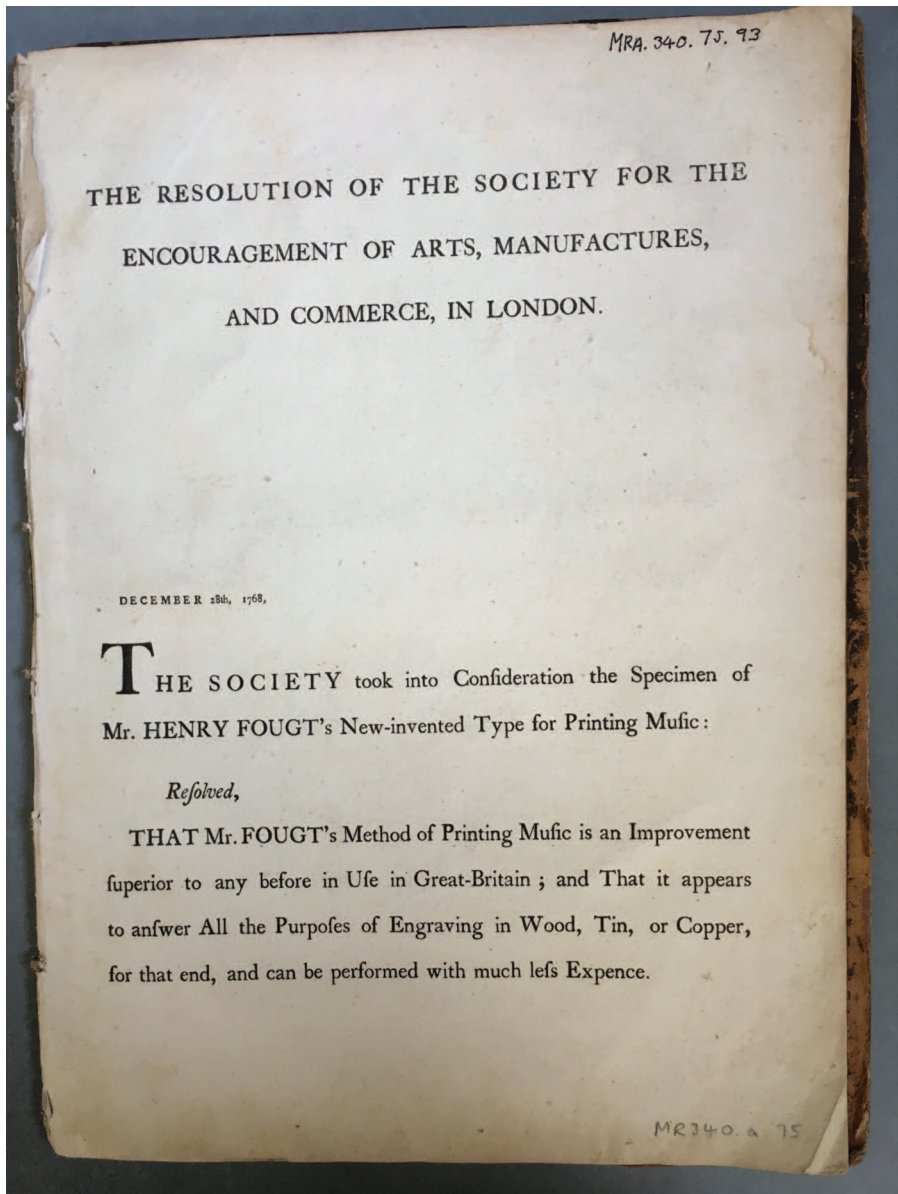 MRA. 340. 75. 93
THE RESOLUTION OF THE SOCIETY FOR THE
ENCOURAGEMENT OF ARTS, MANUFACTURES,
AND COMMERCE, IN LONDON.
DECEMBER 28th, 1768,
THE SOCIETY took into Conſideration the Specimen of
Mr. HENRY FOUGT's New-invented Type for Printing Muſic:
Reſolved,
THAT Mr. FOUGT's Method of Printing Muſic is an Improvement
ſuperior to any before in Uſe in Great-Britain; and That it appears
to anſwer All the Purpoſes of Engraving in Wood, Tin, or Copper,
for that end, and can be performed with much leſs Expence.
MR340.a 75